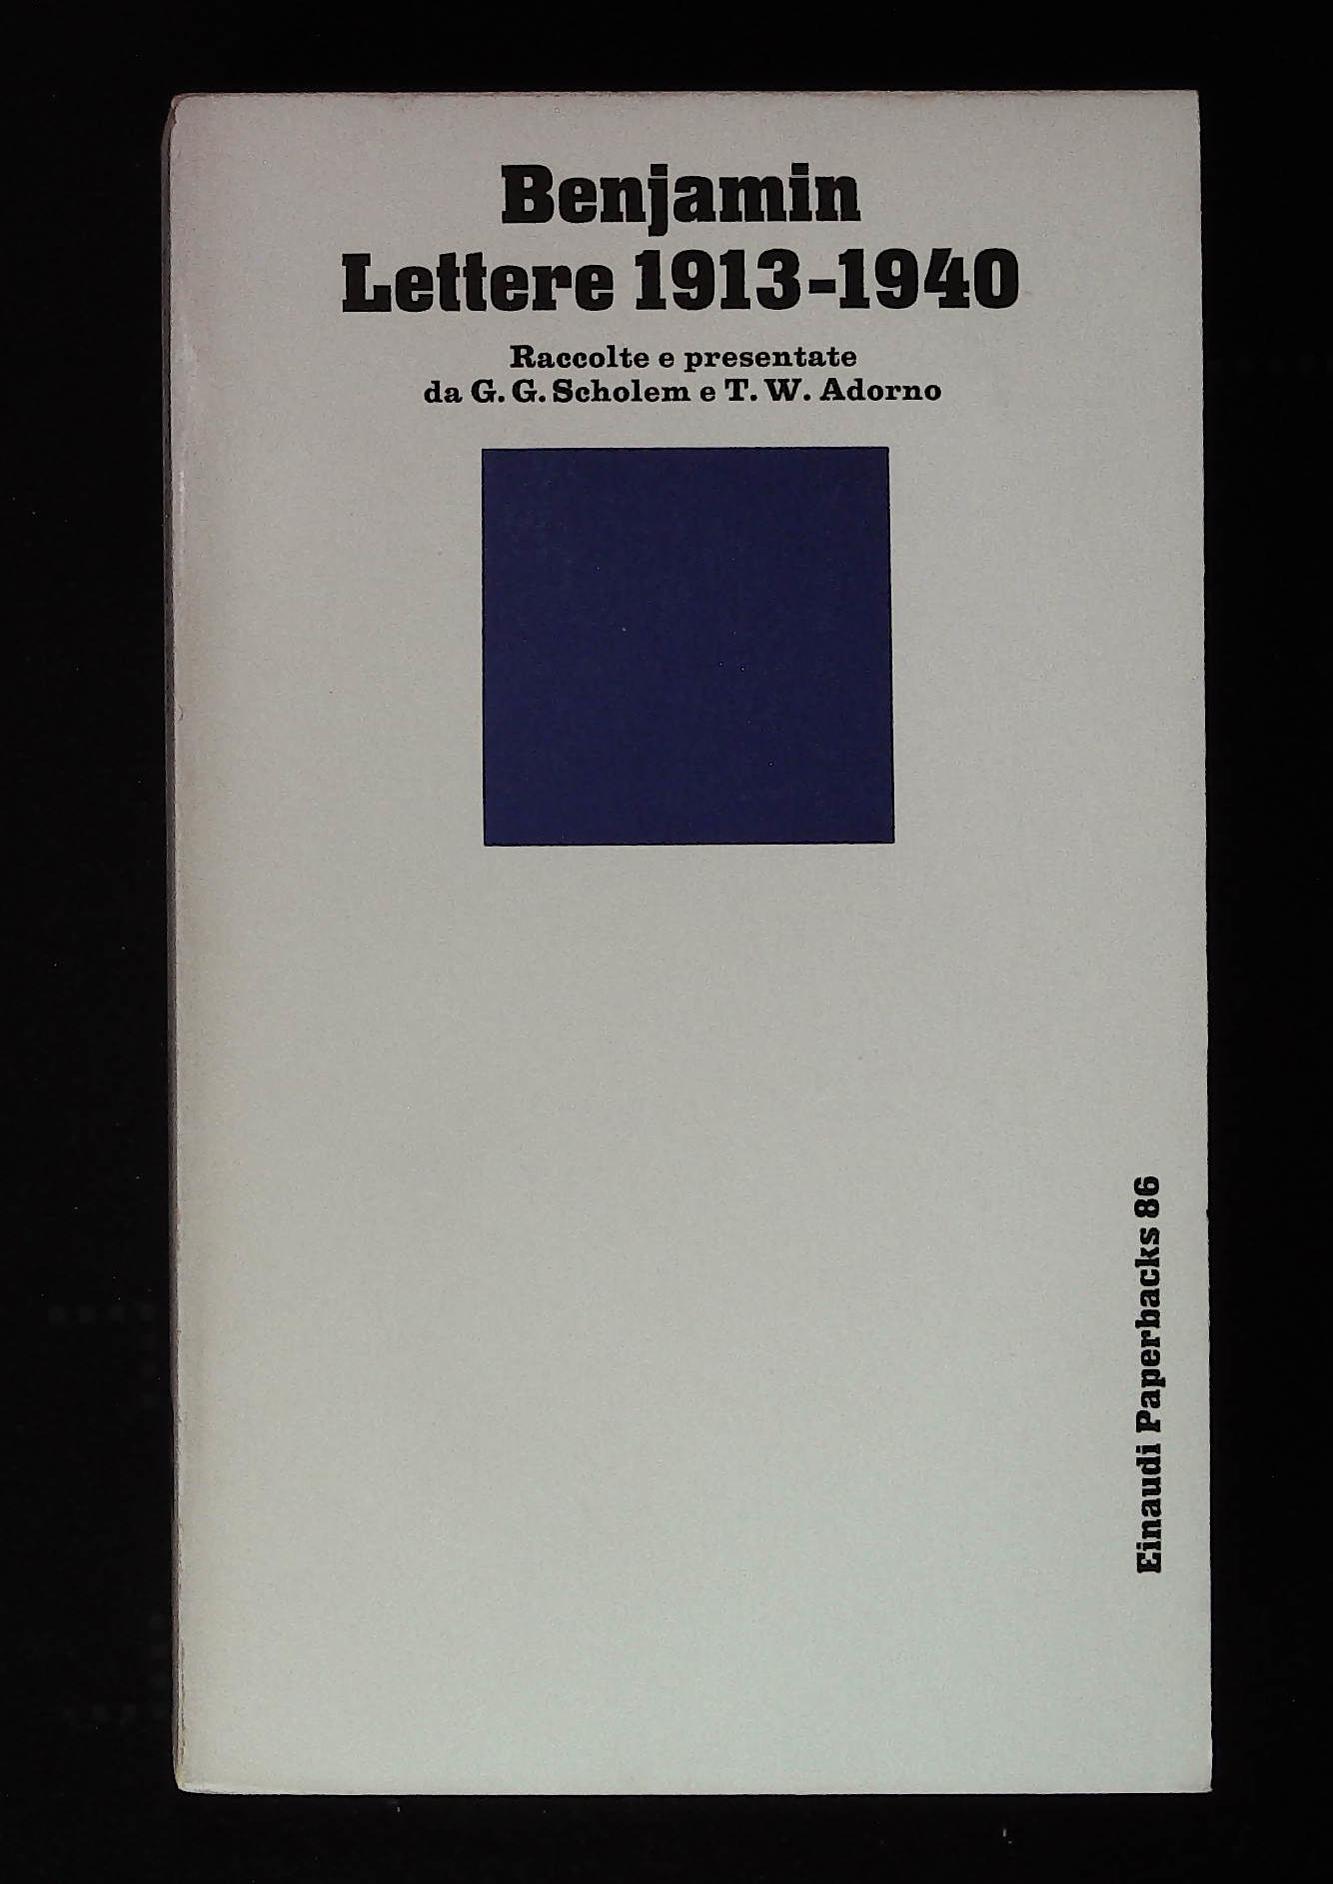 Benjamin
Lettere 1913-1940
Raccolte e presentate
da G. G. Scholem e T. W. Adorno
Einaudi Paperbacks 86